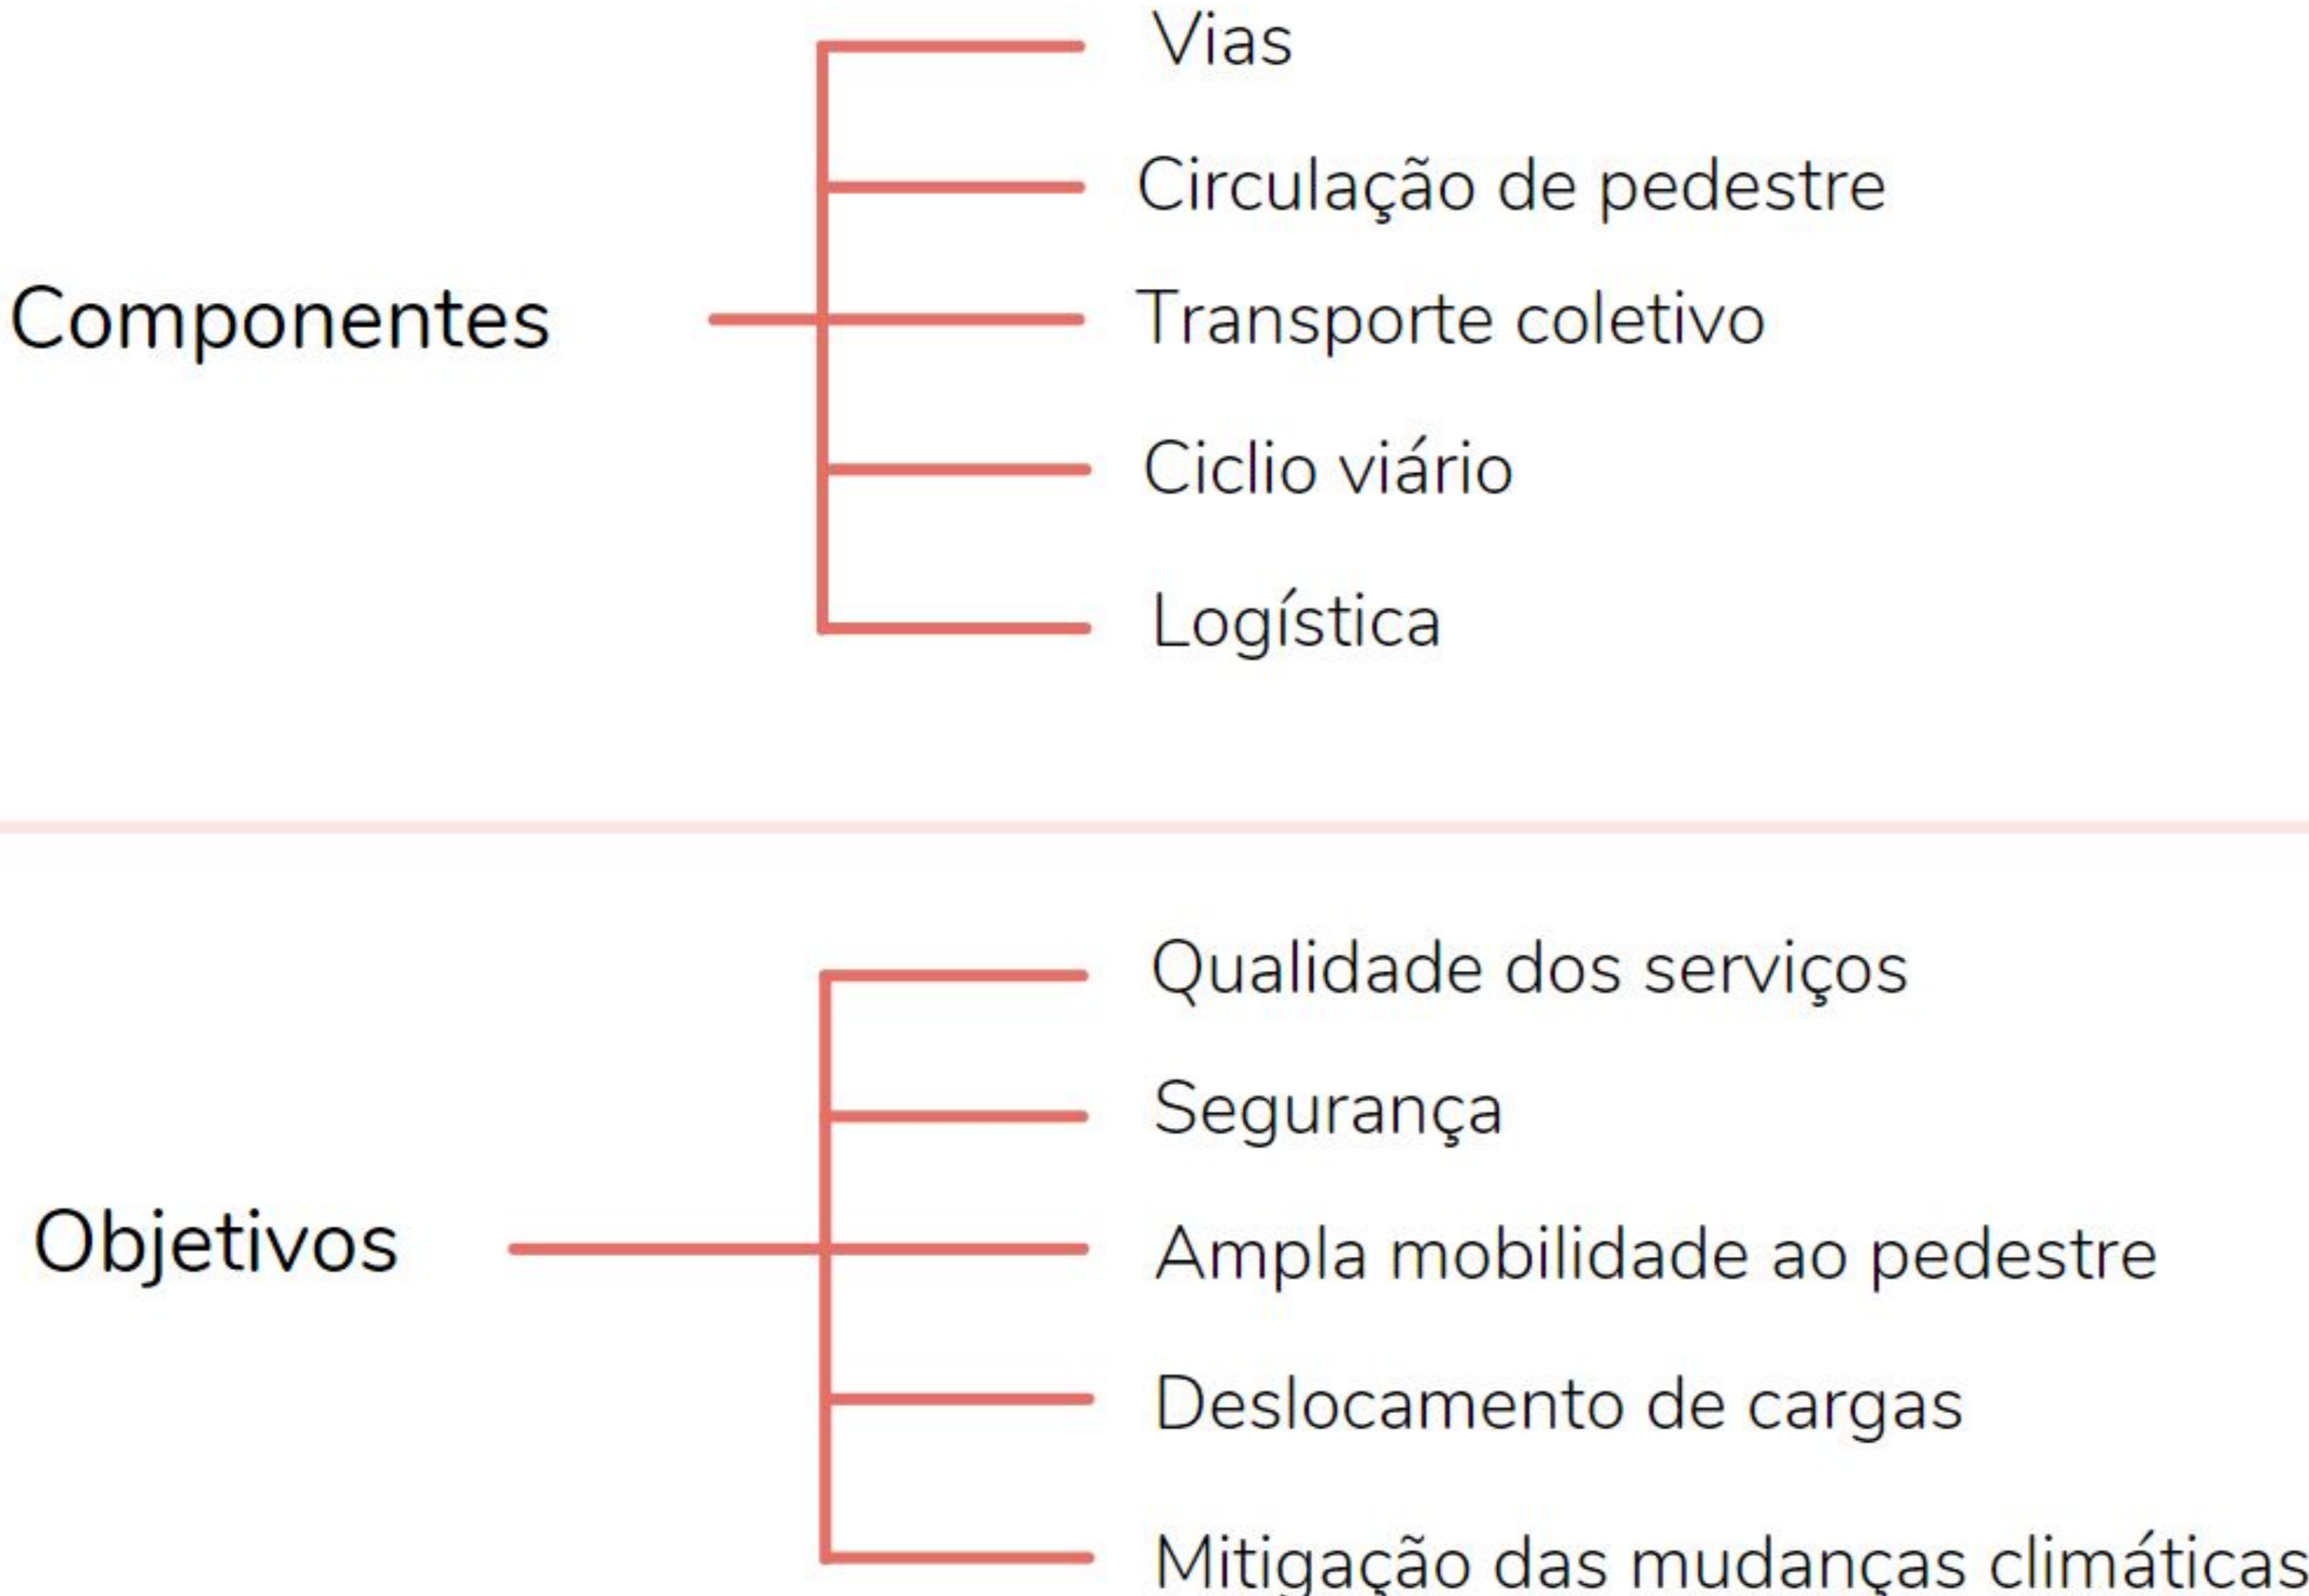 Componentes
Vias
Circulação de pedestre
Transporte coletivo
Ciclio viário
Logística
Objetivos
Qualidade dos serviços
Segurança
Ampla mobilidade ao pedestre
Deslocamento de cargas
Mitigação das mudanças climáticas